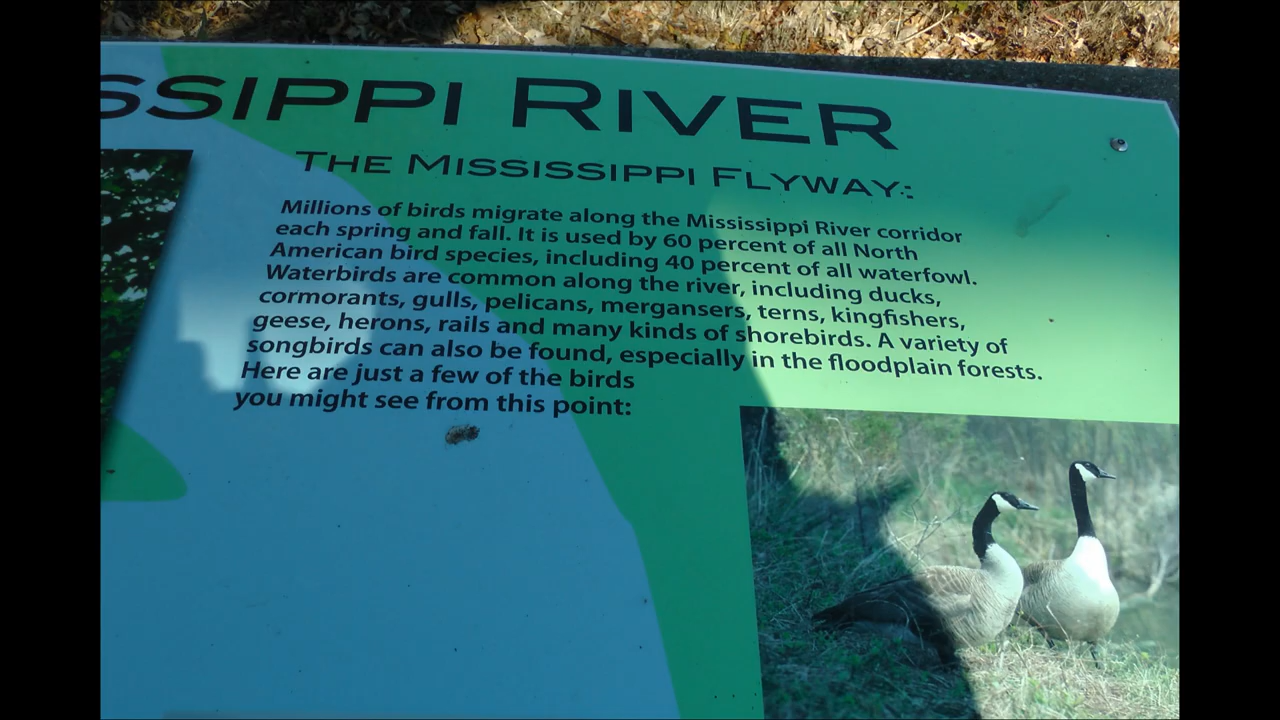 SSIPPI RIVER
THE MISSISSIPPI FLYWAY:
Millions of birds migrate along the Mississippi River corridor
each spring and fall. It is used by 60 percent of all North
American bird species, including 40 percent of all waterfowl.
Waterbirds are common along the river, including ducks,
cormorants, gulls, pelicans, mergansers, terns, kingfishers,
geese, herons, rails and many kinds of shorebirds. A variety of
songbirds can also be found, especially in the floodplain forests.
Here are just a few of the birds
you might see from this point: